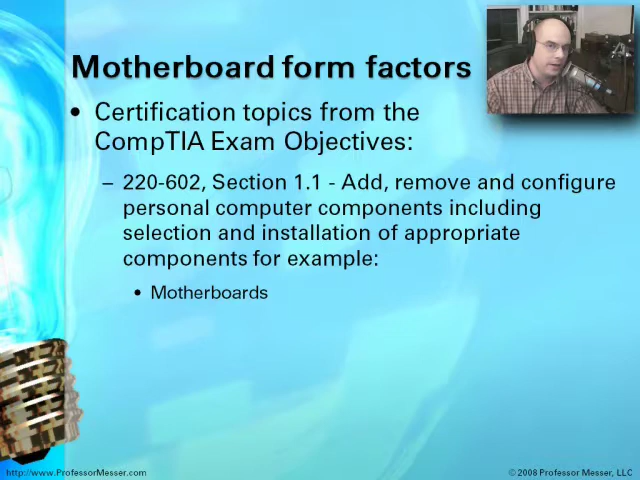 Motherboard form factors
• Certification topics from the
CompTIA Exam Objectives:
– 220-602, Section 1.1 - Add, remove and configure
personal computer components including
selection and installation of appropriate
components for example:
• Motherboards
http://www.ProfessorMesser.com
©2008 Professor Messer, LLC